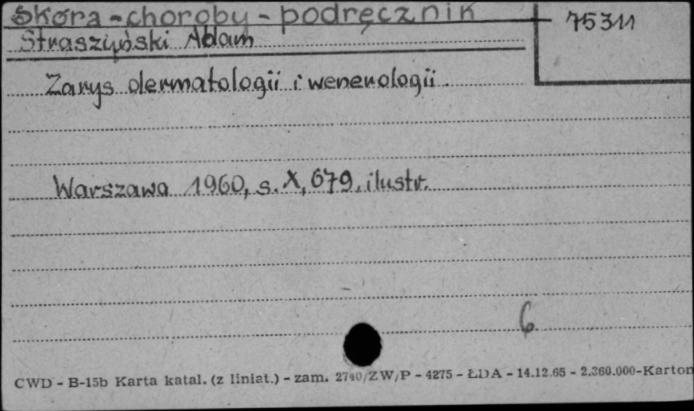 Skóra-choroby-podręcznik
75311
Straszyński Adam
Zarys dermatologii i wenerologii.
Warszawa 1960, s. X, 679, ilustr.
6
CWD - B-15b Karta katal. (z liniat.) - zam. 2740/ZW/P - 4275 - ŁDA - 14.12.65 - 2.360.000-Karton